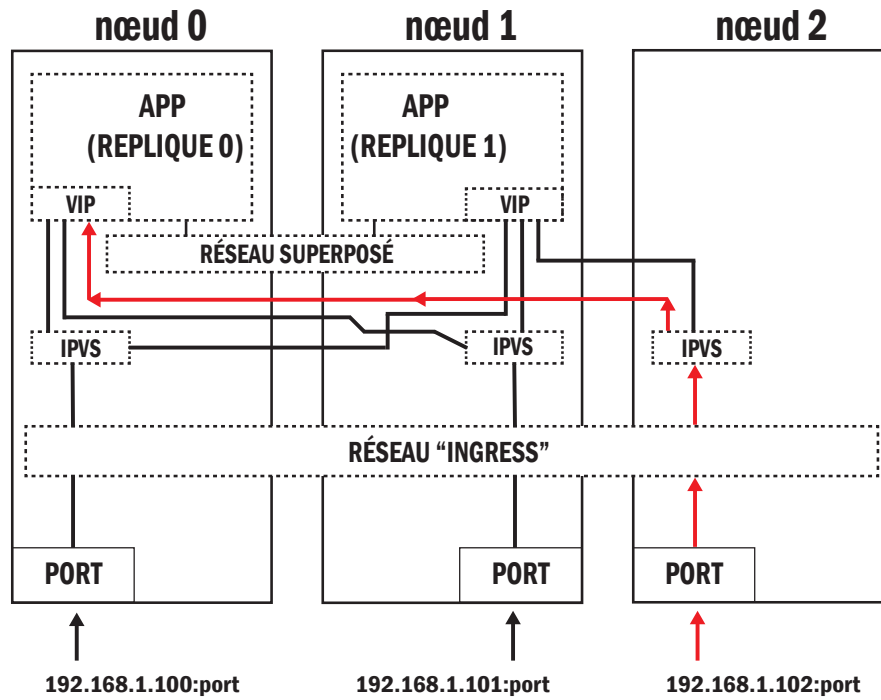 nœud 0
nœud 1
nœud 2
APP
(REPLIQUE 0)
APP
(REPLIQUE 1)
VIP
VIP
RÉSEAU SUPERPOSÉ
IPVS
IPVS
IPVS
RÉSEAU “INGRESS”
PORT
PORT
PORT
192.168.1.100:port
192.168.1.101:port
192.168.1.102:port